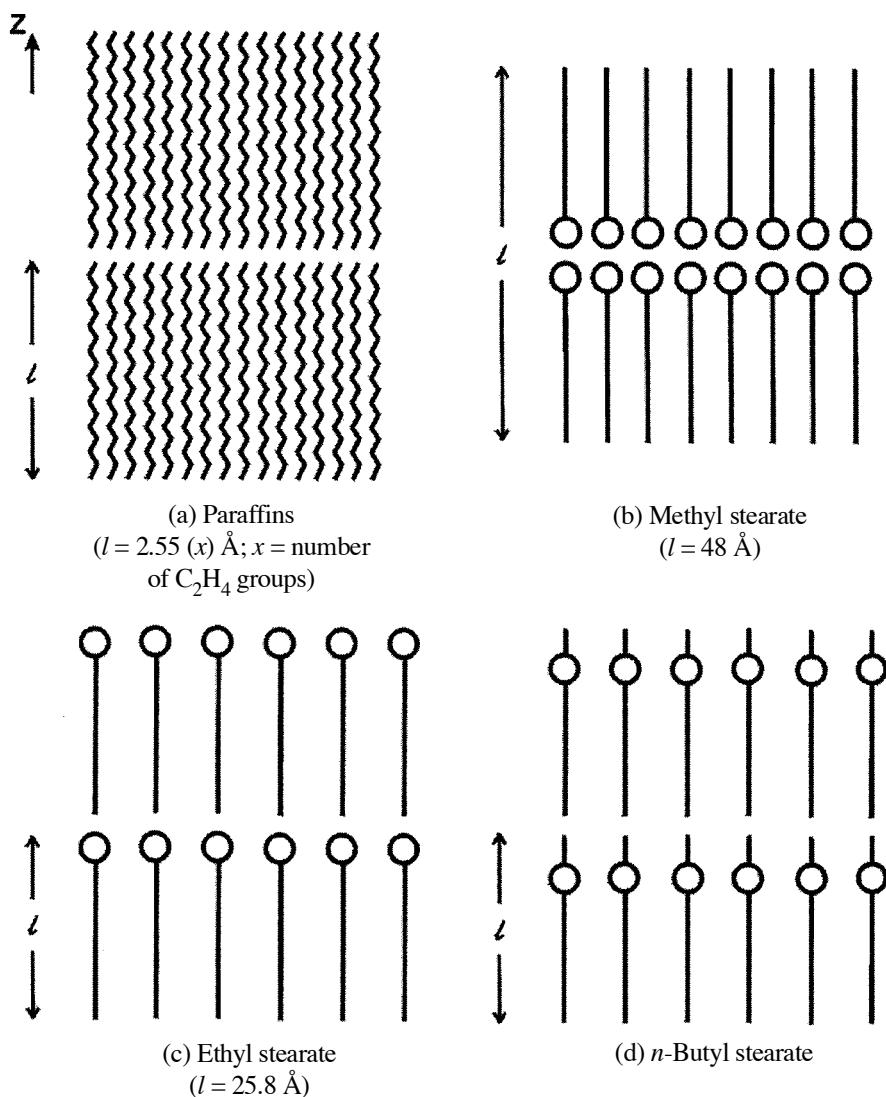 Z
l
(a) Paraffins
(l = 2.55 (x) Å; x = number
of C2H4 groups)
l
(b) Methyl stearate
(l = 48 Å)
l
(c) Ethyl stearate
(l = 25.8 Å)
l
(d) n-Butyl stearate